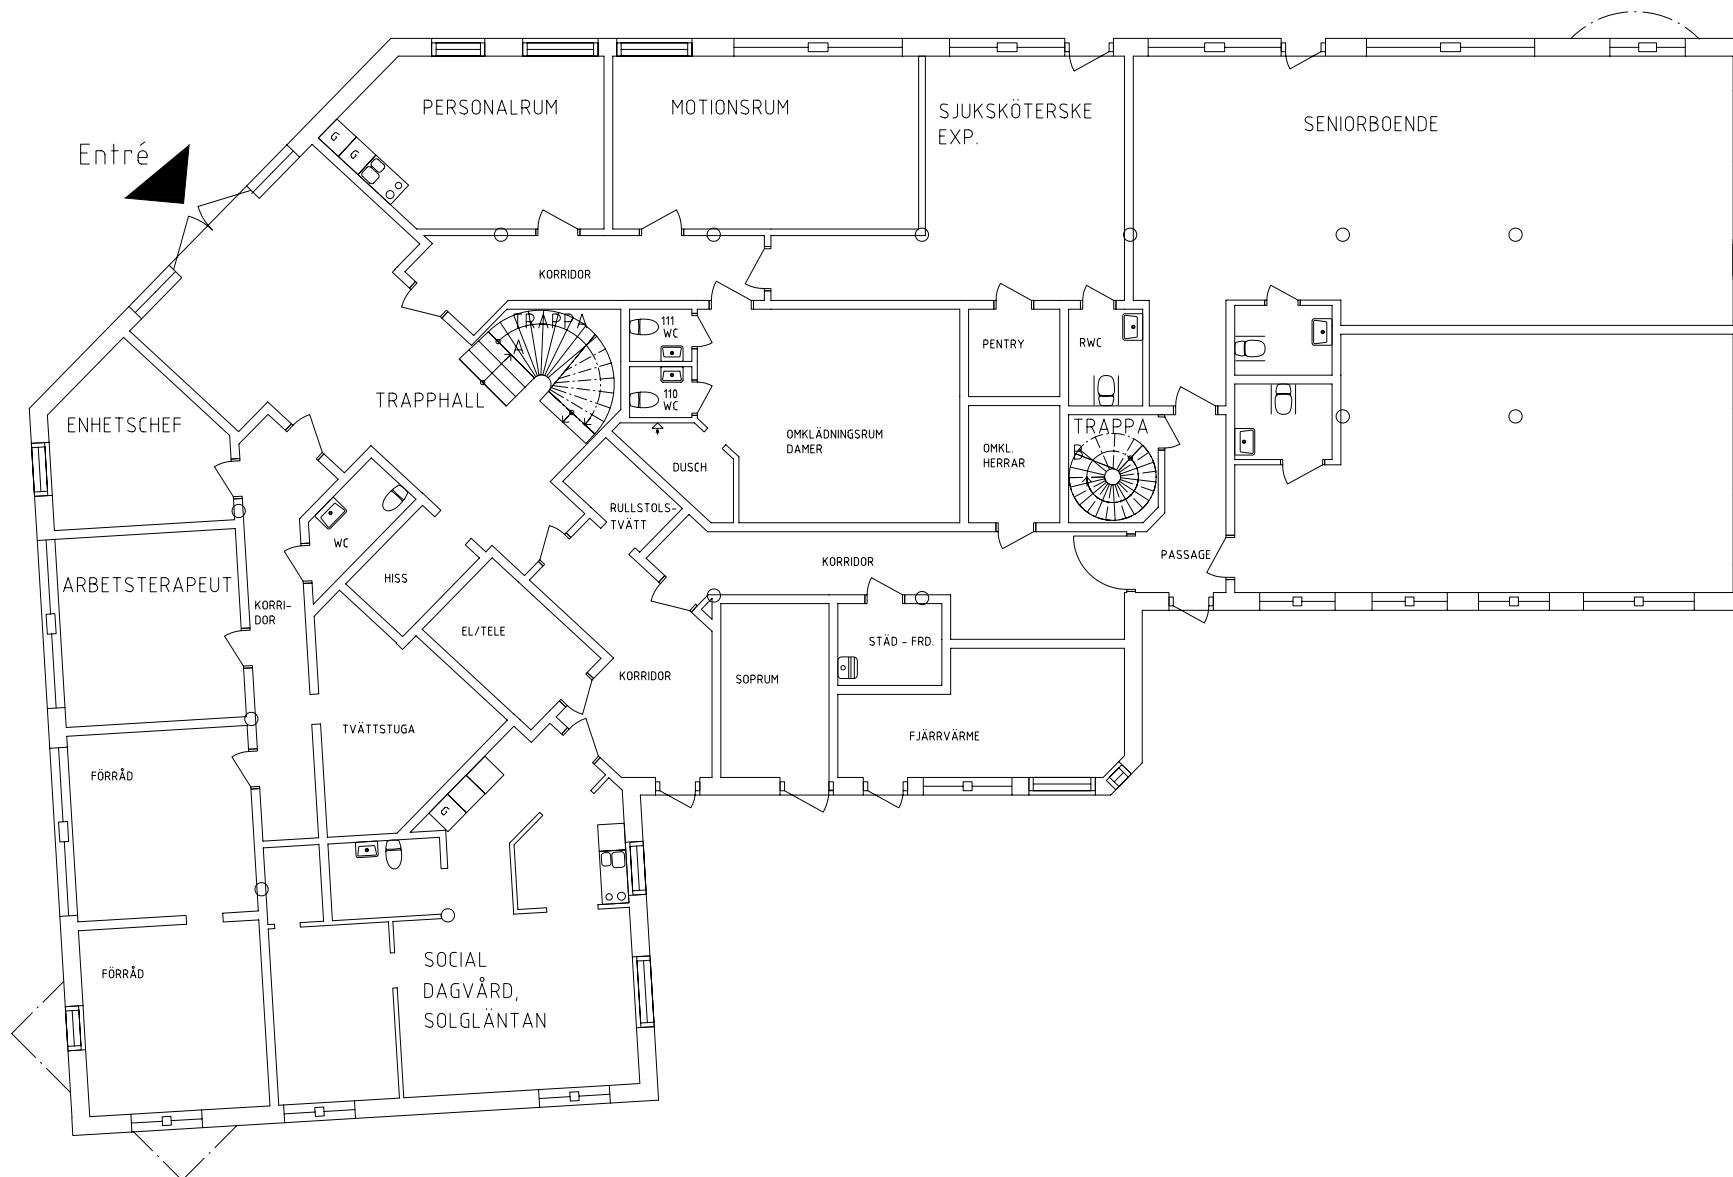 PERSONALRUM
MOTIONSRUM
SJUKSKÖTERSKE
EXP.
SENIORBOENDE
Entré
G
G
KORRIDOR
TRAPPA
A
111
WC
110
WC
PENTRY
RWC
TRAPPHALL
ENHETSCHEF
OMKLÄDNINGSRUM
DAMER
OMKL.
HERRAR
TRAPPA
B
DUSCH
RULLSTOLS-
TVÄTT
WC
KORRIDOR
PASSAGE
HISS
ARBETSTERAPEUT
KORRI-
DOR
EL/TELE
STÄD - FRD.
KORRIDOR
SOPRUM
TVÄTTSTUGA
FJÄRRVÄRME
FÖRRÅD
G
FÖRRÅD
SOCIAL
DAGVÅRD,
SOLGLÄNTAN